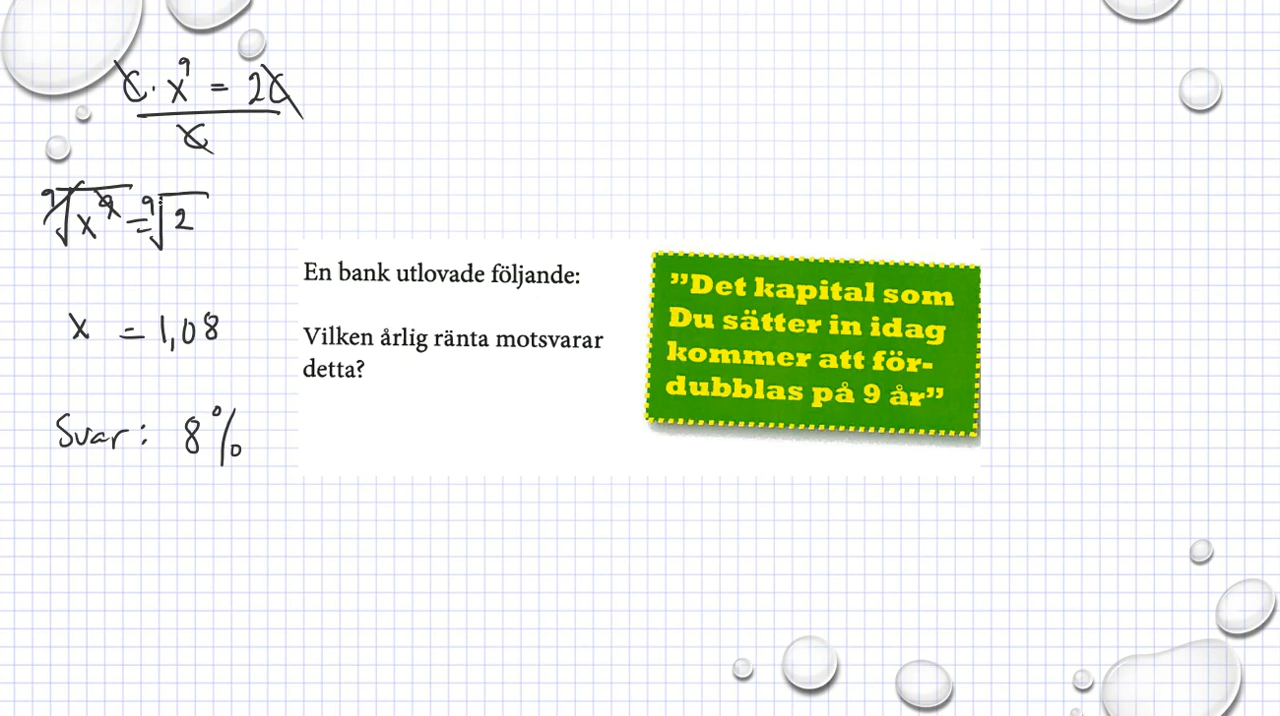 C · x⁹ = 2C
C
⁹√x⁹ = ⁹√2
x = 1,08
Svar: 8%
En bank utlovade följande:
Vilken årlig ränta motsvarar
detta?
”Det kapital som
Du sätter in idag
kommer att för-
dubblas på 9 år”